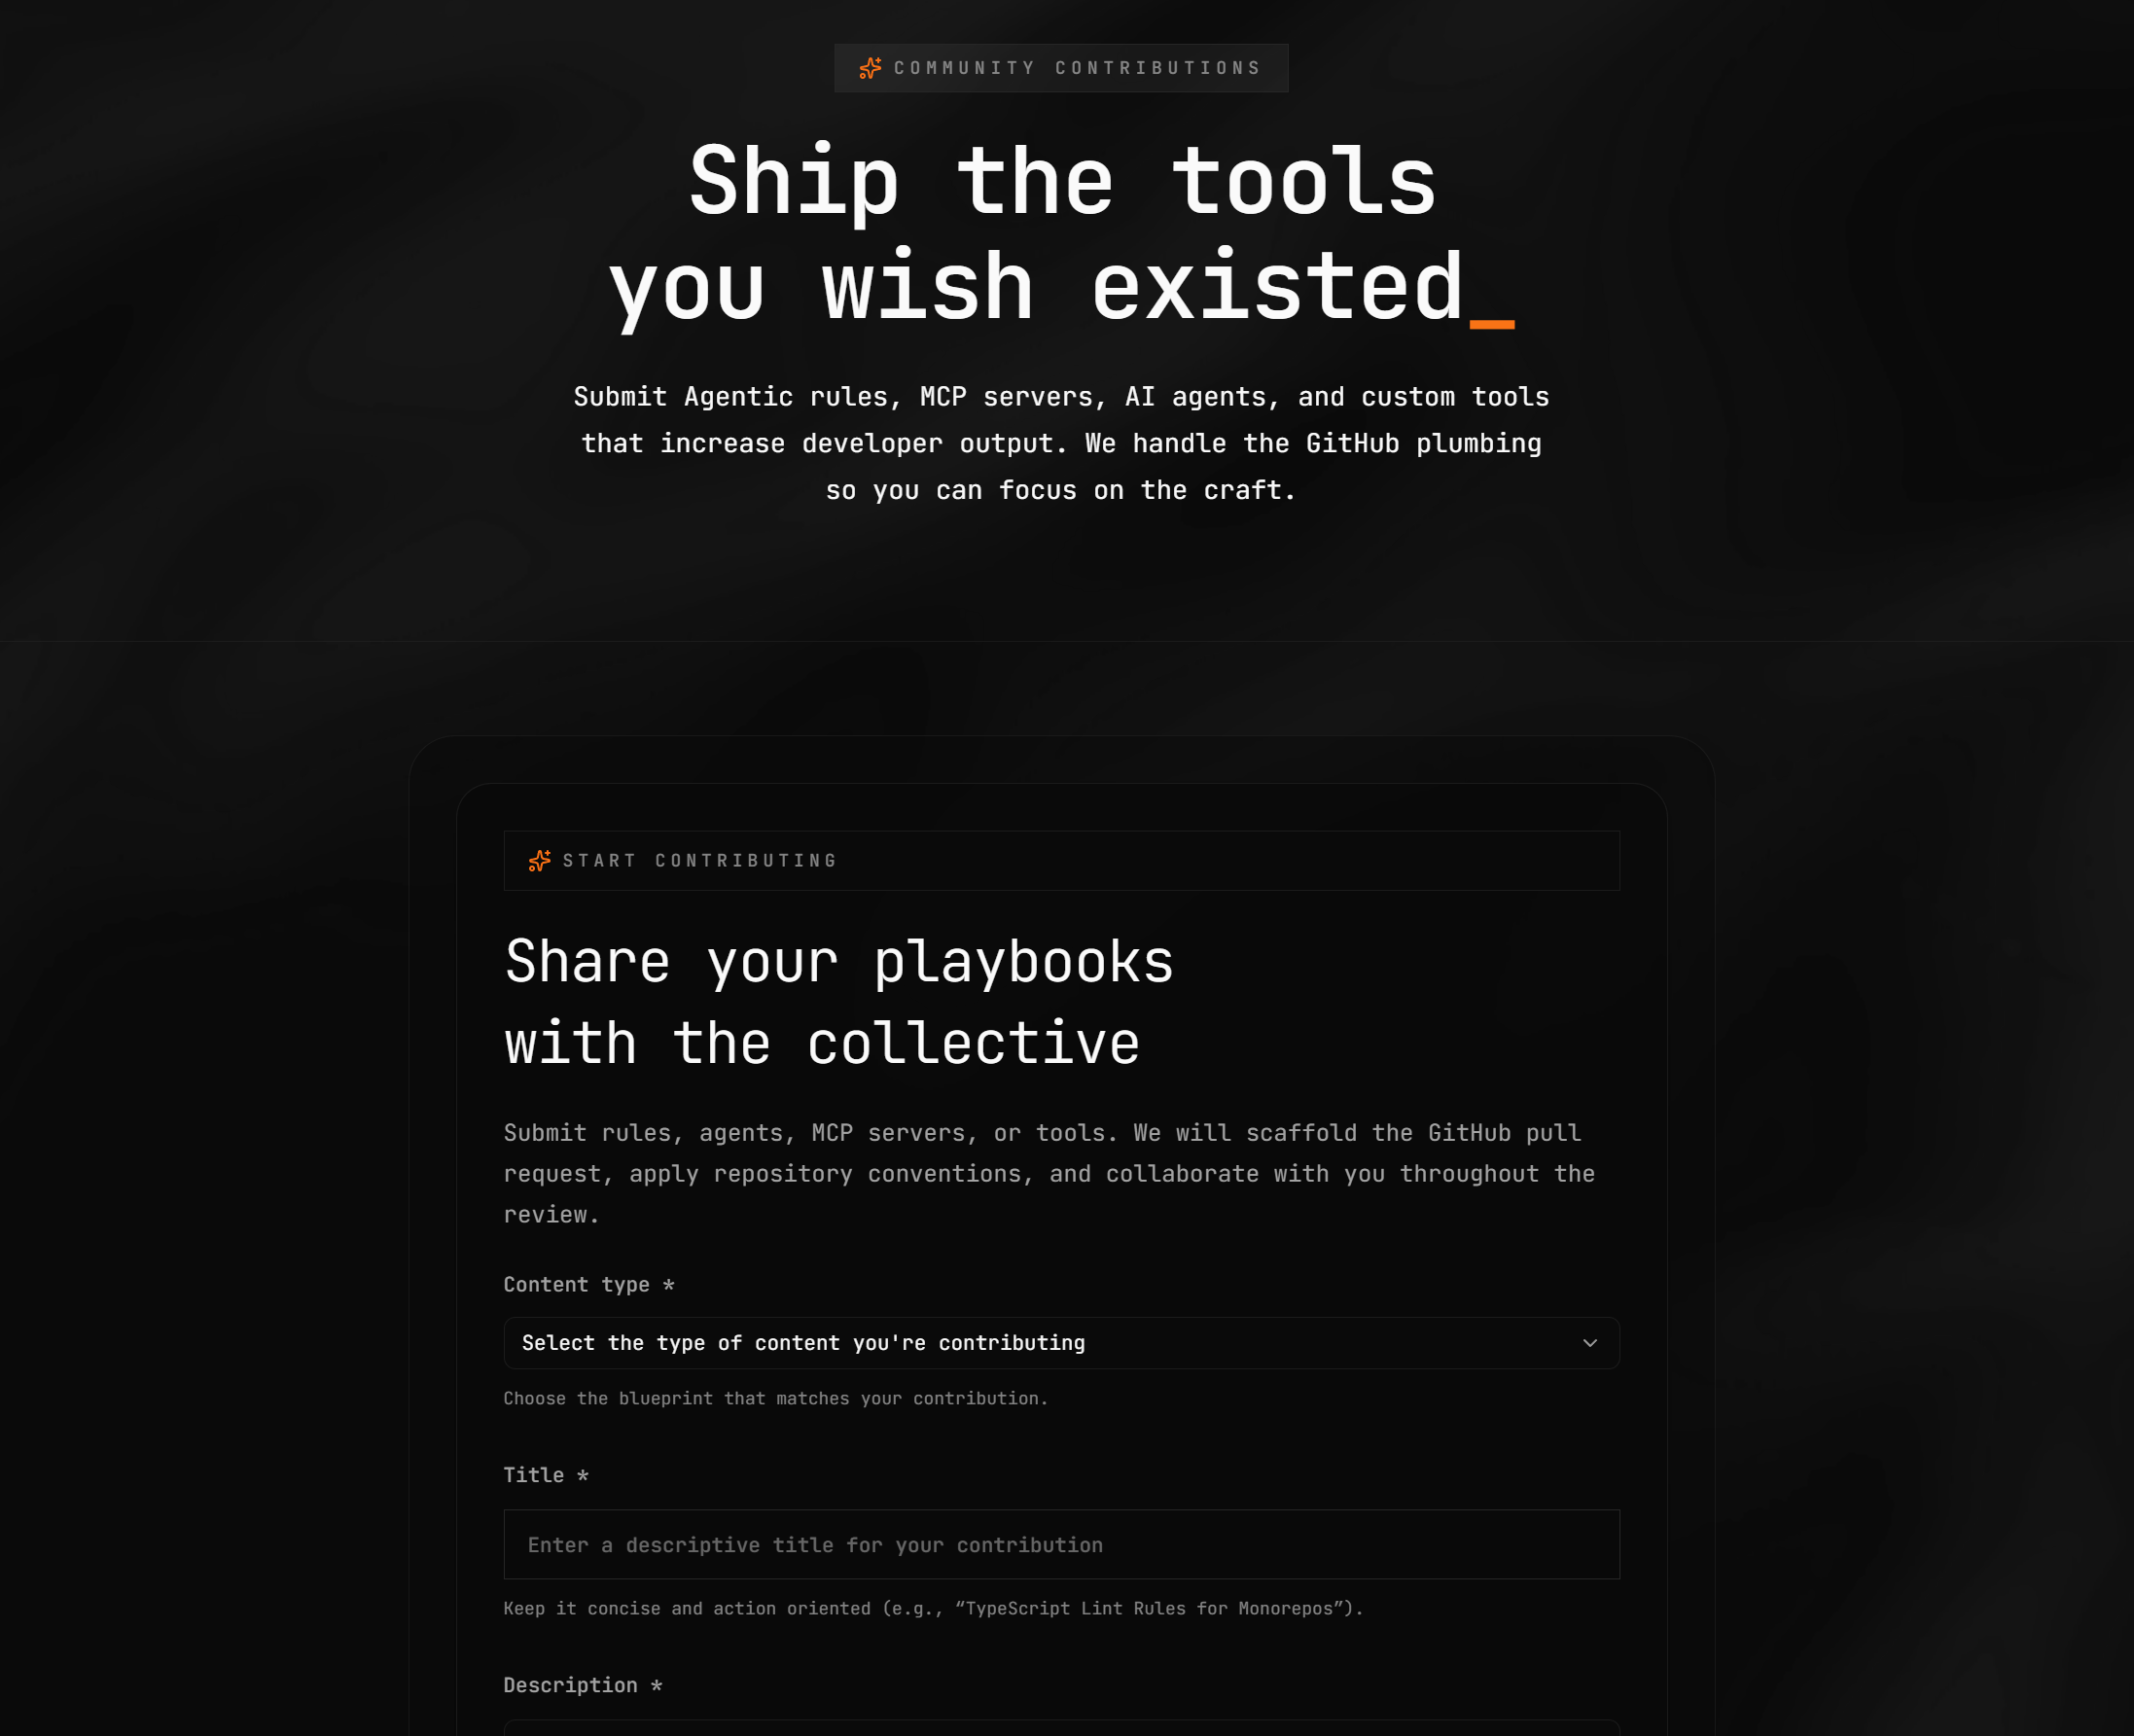 COMMUNITY CONTRIBUTIONS
Ship the tools
you wish existed_
Submit Agentic rules, MCP servers, AI agents, and custom tools
that increase developer output. We handle the GitHub plumbing
so you can focus on the craft.
START CONTRIBUTING
Share your playbooks
with the collective
Submit rules, agents, MCP servers, or tools. We will scaffold the GitHub pull
request, apply repository conventions, and collaborate with you throughout the
review.
Content type *
Select the type of content you're contributing
Choose the blueprint that matches your contribution.
Title *
Enter a descriptive title for your contribution
Keep it concise and action oriented (e.g., “TypeScript Lint Rules for Monorepos”).
Description *